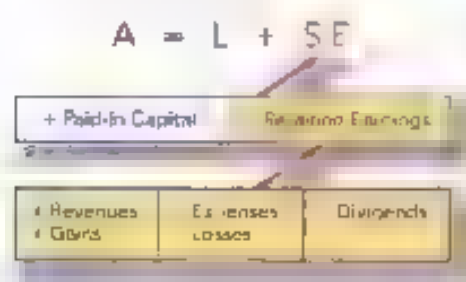 A = L + SE
+ Paid-In Capital Retained Earnings
+ Revenues Expenses Dividends
+ Gains Losses